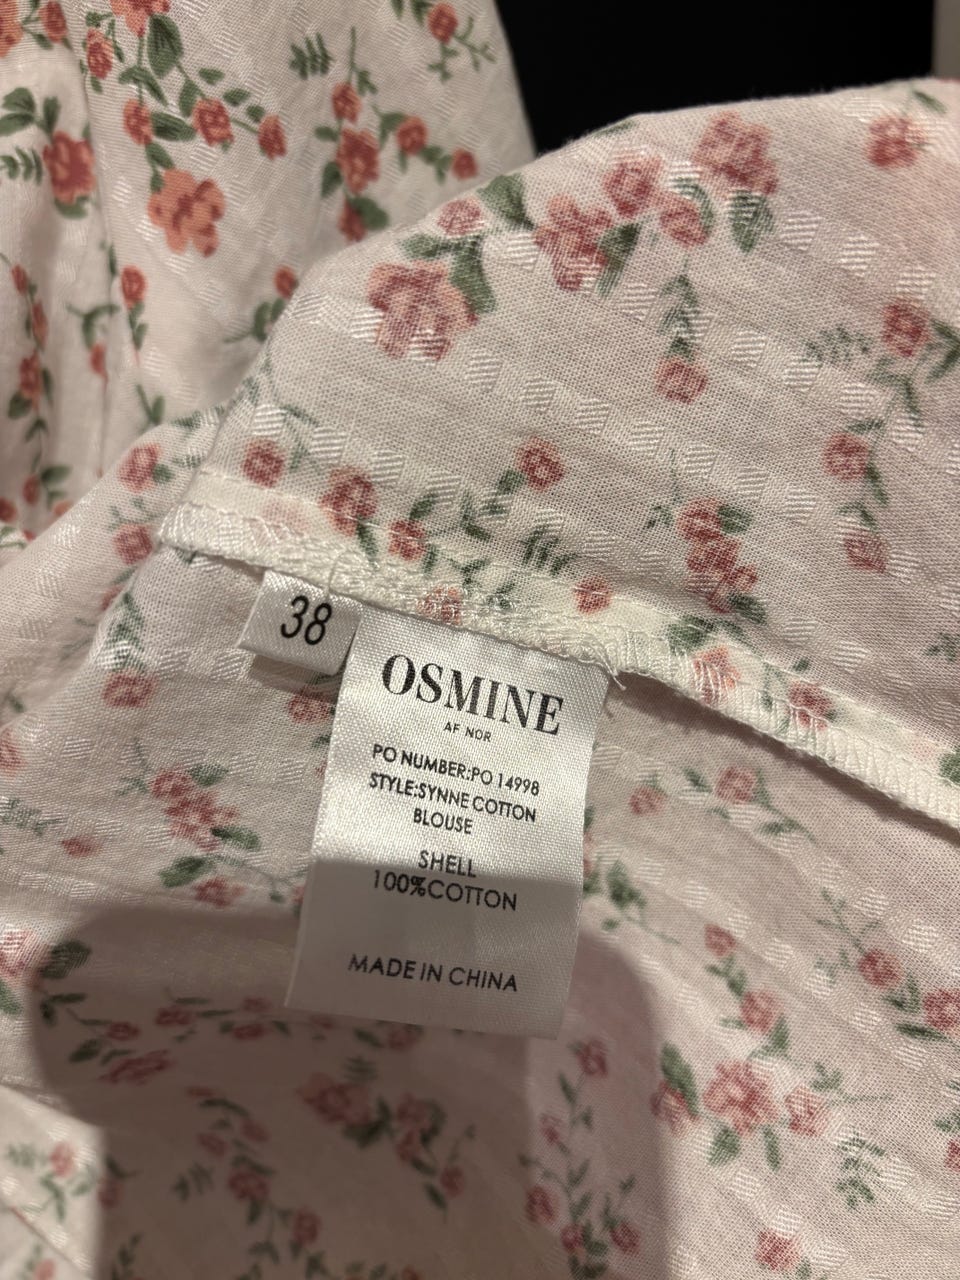 38
OSMINE
AF NOR
PO NUMBER:PO 14998
STYLE:SYNNE COTTON
BLOUSE
SHELL
100%COTTON
MADE IN CHINA